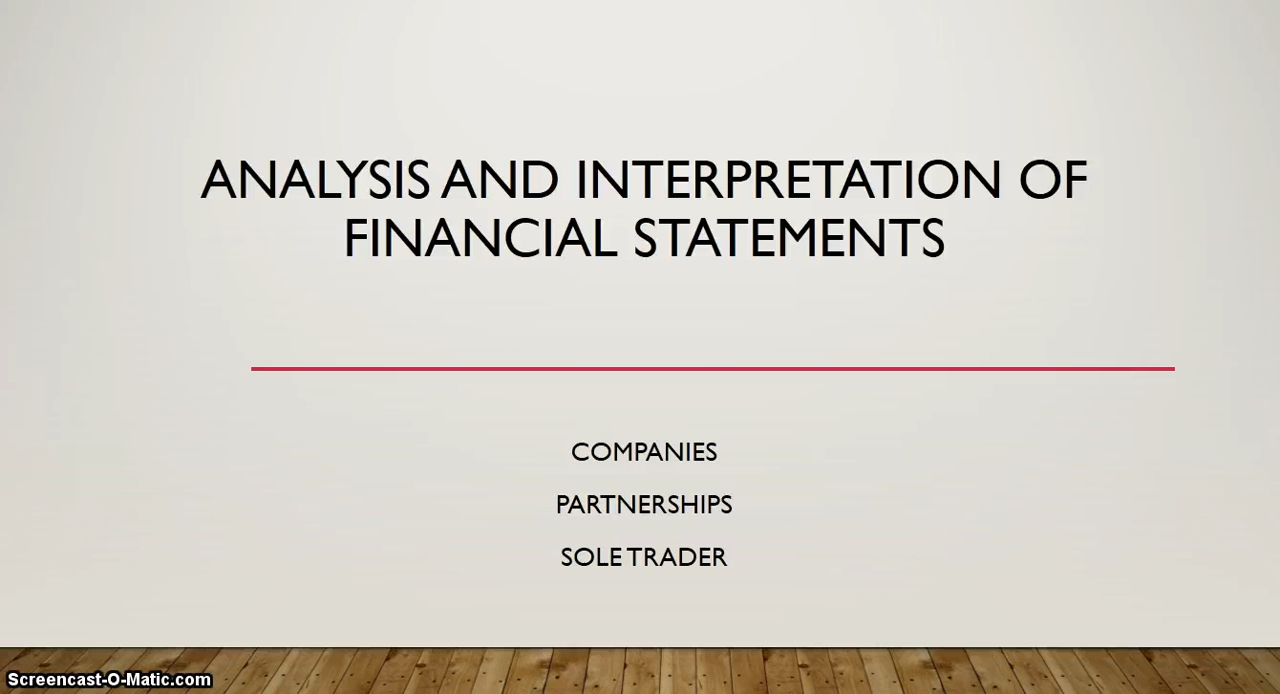 ANALYSIS AND INTERPRETATION OF
FINANCIAL STATEMENTS
COMPANIES
PARTNERSHIPS
SOLE TRADER
Screencast-O-Matic.com